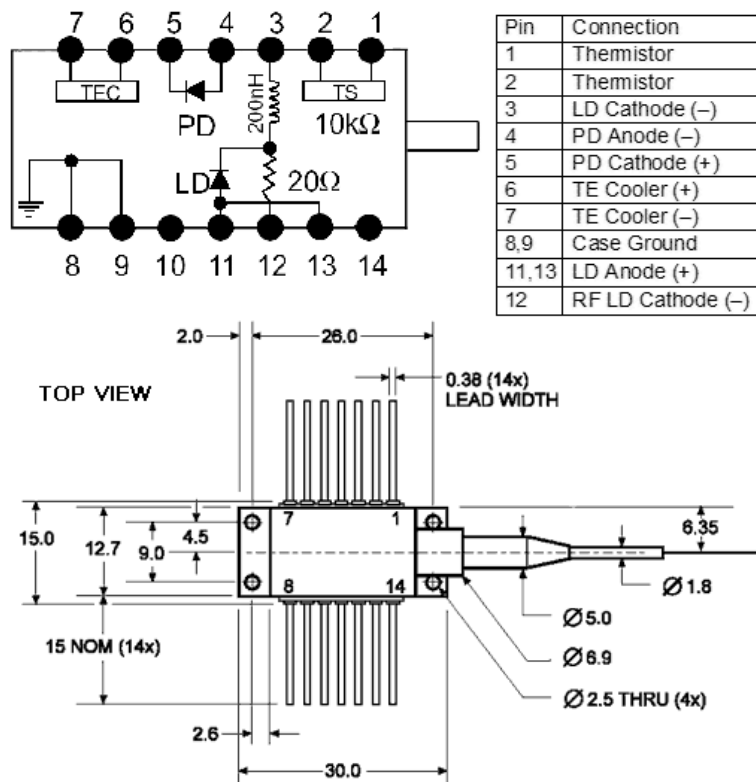 7 6 5 4 3 2 1
TEC
PD
200nH
TS
10kΩ
LD
20Ω
8 9 10 11 12 13 14
Pin Connection
1 Thermistor
2 Thermistor
3 LD Cathode (–)
4 PD Anode (–)
5 PD Cathode (+)
6 TE Cooler (+)
7 TE Cooler (–)
8,9 Case Ground
11,13 LD Anode (+)
12 RF LD Cathode (–)
2.0
26.0
TOP VIEW
0.38 (14x)
LEAD WIDTH
7 1
15.0
12.7
9.0
4.5
6.35
8 14
Ø 1.8
Ø 5.0
15 NOM (14x)
Ø 6.9
Ø 2.5 THRU (4x)
2.6
30.0